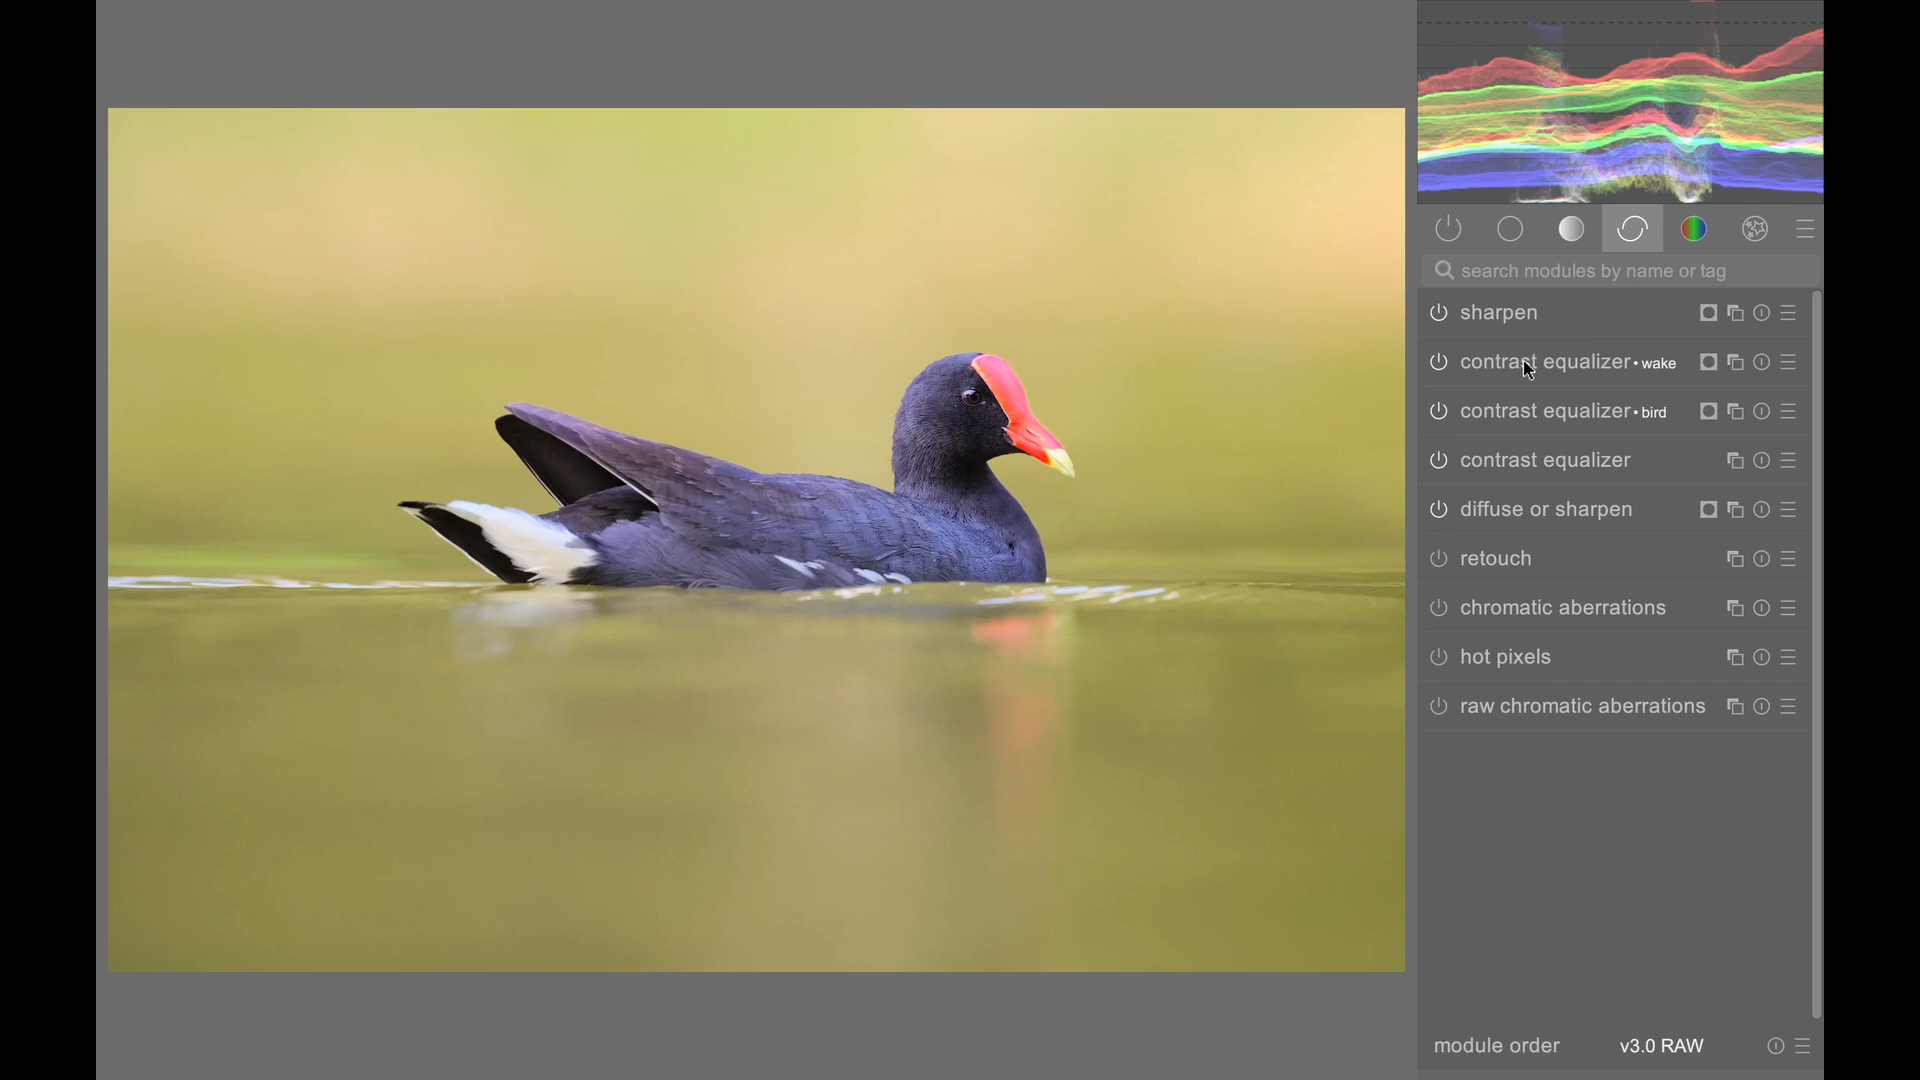 search modules by name or tag
sharpen
contrast equalizer • wake
contrast equalizer • bird
contrast equalizer
diffuse or sharpen
retouch
chromatic aberrations
hot pixels
raw chromatic aberrations
module order v3.0 RAW